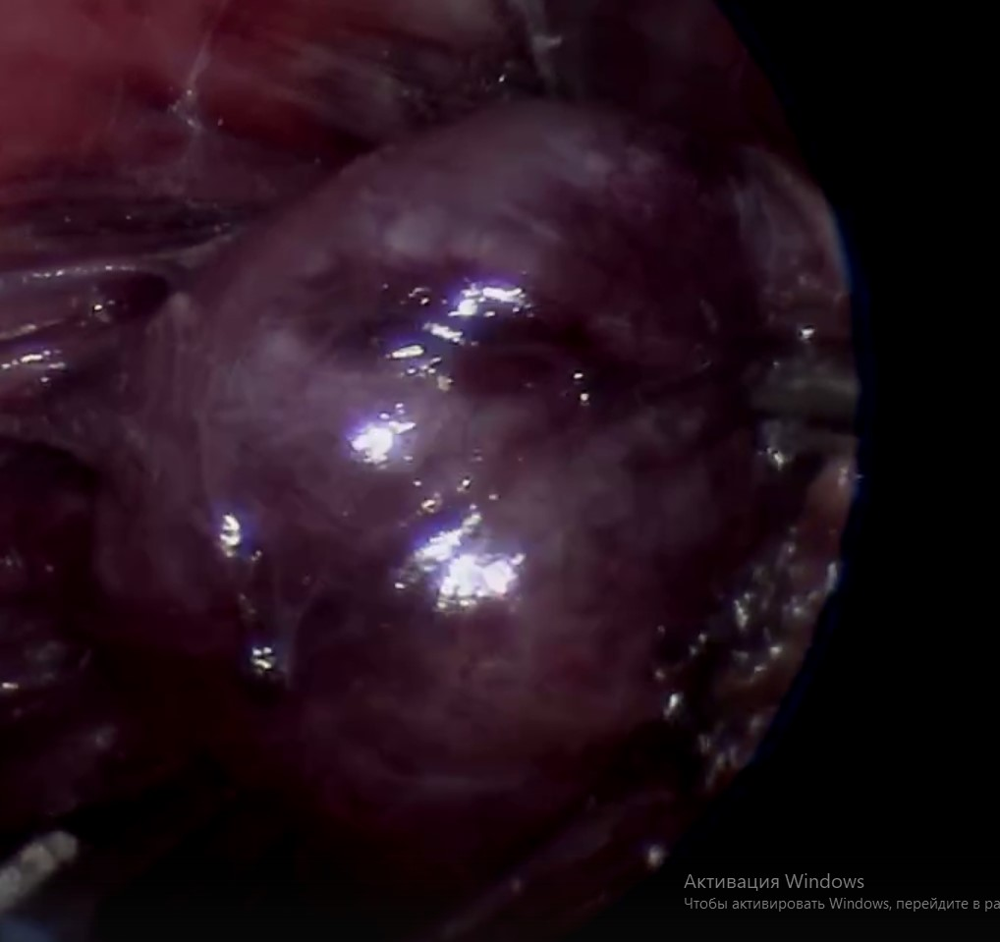 Активация Windows
Чтобы активировать Windows, перейдите в